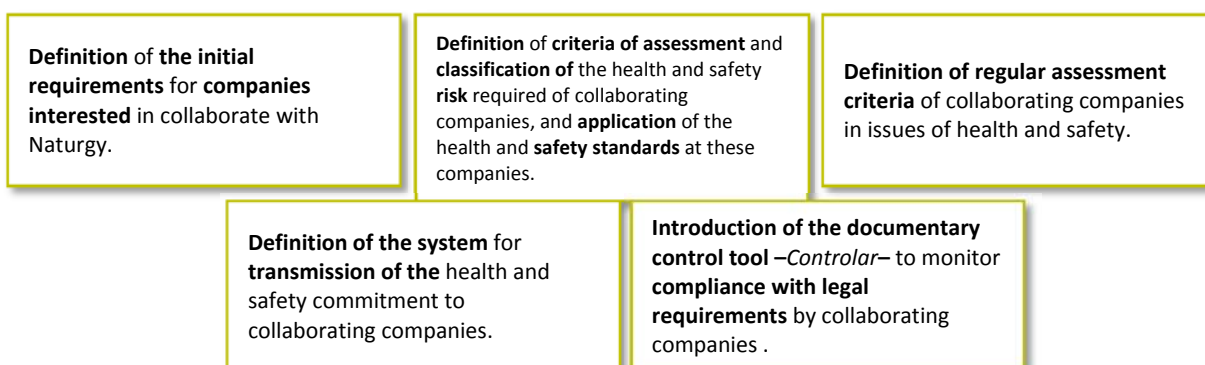 Definition of the initial
requirements for companies
interested in collaborate with
Naturgy.
Definition of criteria of assessment and
classification of the health and safety
risk required of collaborating
companies, and application of the
health and safety standards at these
companies.
Definition of regular assessment
criteria of collaborating companies
in issues of health and safety.
Definition of the system for
transmission of the health and
safety commitment to
collaborating companies.
Introduction of the documentary
control tool –Controlar– to monitor
compliance with legal
requirements by collaborating
companies .